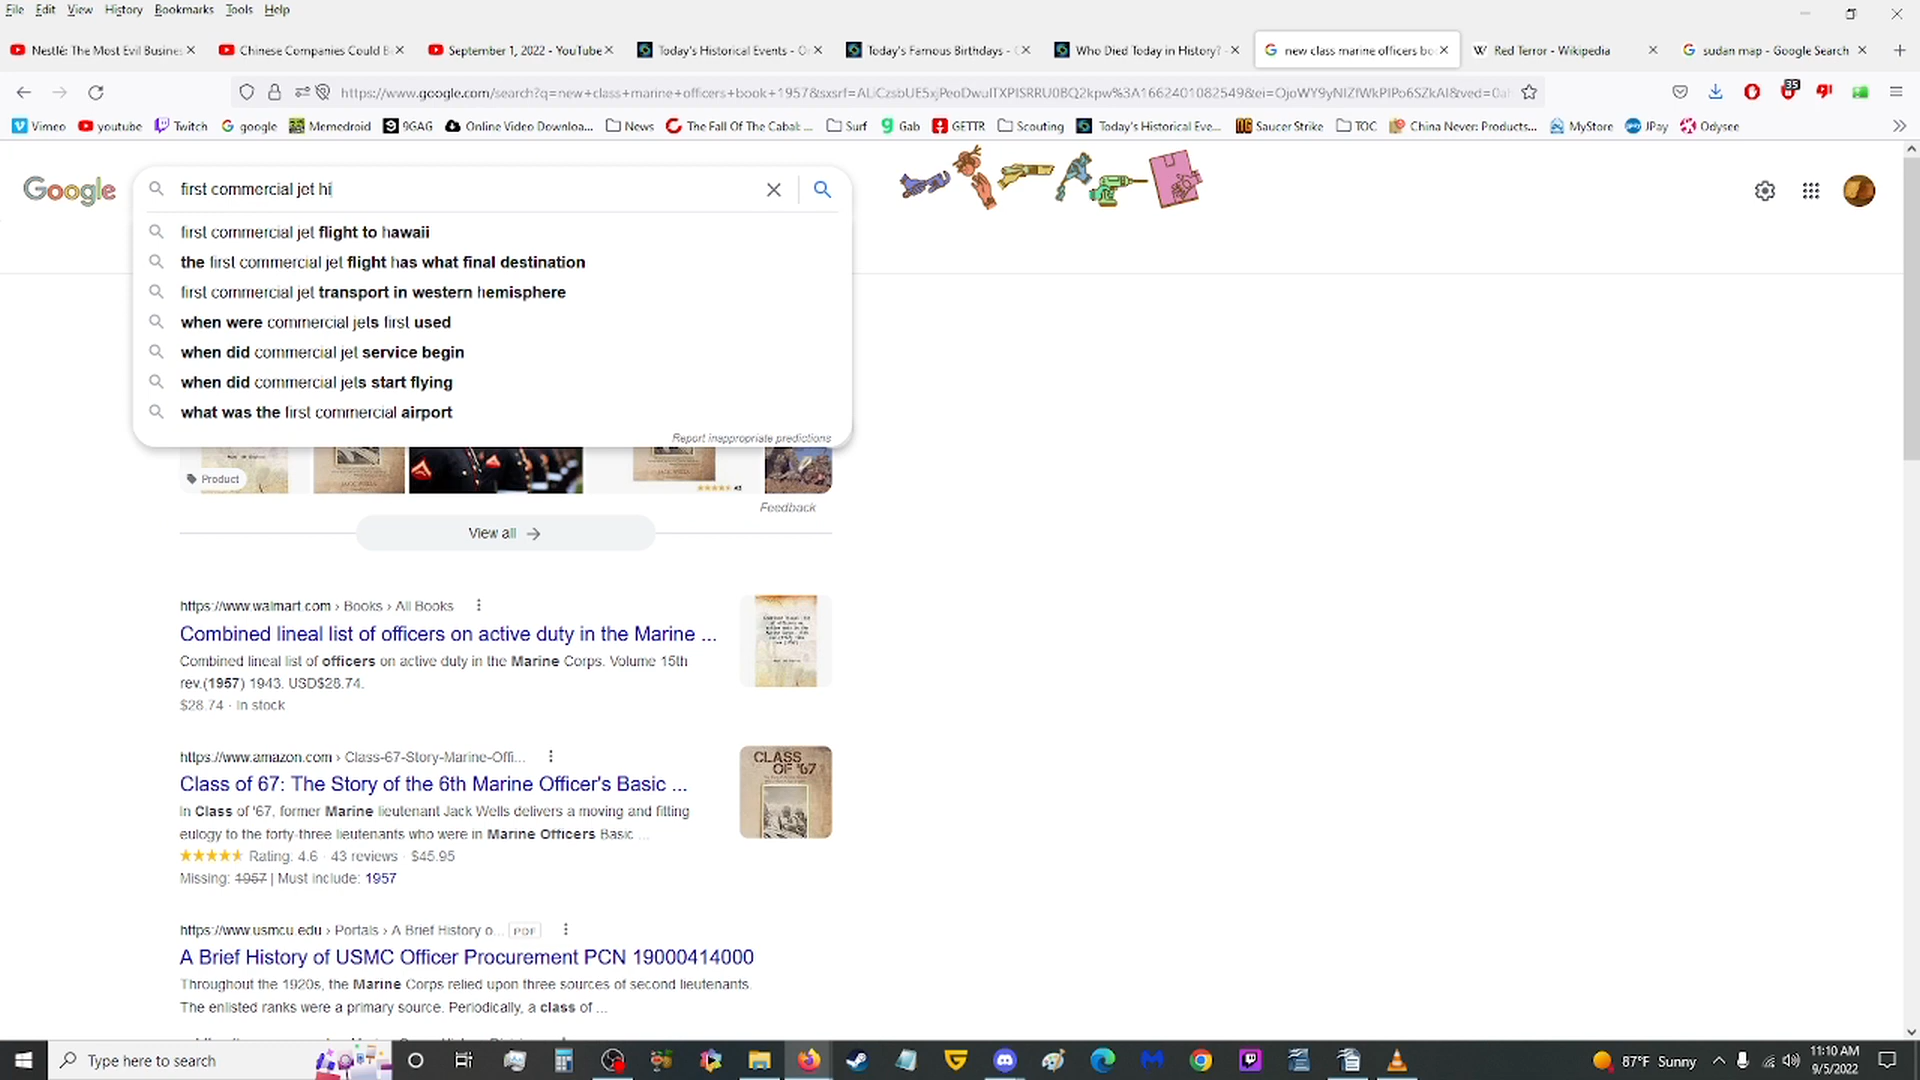 File Edit View History Bookmarks Tools Help
Nestlé: The Most Evil Busine
Chinese Companies Could B
September 1, 2022 - YouTube
Today's Historical Events - O
Today's Famous Birthdays -
Who Died Today in History? -
new class marine officers bo
Red Terror - Wikipedia
sudan map - Google Search
https://www.google.com/search?q=new+class+marine+officers+book+1957&sxsrf=
35
Vimeo youtube Twitch google Memedroid 9GAG Online Video Downloa... News The Fall Of The Cabal:... Surf Gab GETTR Scouting Today's Historical Eve... Saucer Strike TOC China Never: Products... MyStore JPay Odysee
Google
first commercial jet hi
first commercial jet flight to hawaii
the first commercial jet flight has what final destination
first commercial jet transport in western hemisphere
when were commercial jets first used
when did commercial jet service begin
when did commercial jets start flying
what was the first commercial airport
Report inappropriate predictions
Product
Feedback
View all
https://www.walmart.com › Books › All Books
Combined lineal list of officers on active duty in the Marine ...
Combined lineal list of officers on active duty in the Marine Corps. Volume 15th
rev.(1957) 1943. USD$28.74.
$28.74 · In stock
https://www.amazon.com › Class-67-Story-Marine-Offi...
Class of 67: The Story of the 6th Marine Officer's Basic ...
In Class of '67, former Marine lieutenant Jack Wells delivers a moving and fitting
eulogy to the forty-three lieutenants who were in Marine Officers Basic ...
Rating: 4.6 · 43 reviews · $45.95
Missing: 1957 | Must include: 1957
CLASS
OF '67
https://www.usmcu.edu › Portals › A Brief History o... PDF
A Brief History of USMC Officer Procurement PCN 19000414000
Throughout the 1920s, the Marine Corps relied upon three sources of second lieutenants.
The enlisted ranks were a primary source. Periodically, a class of ...
Type here to search
87°F Sunny
11:10 AM
9/5/2022